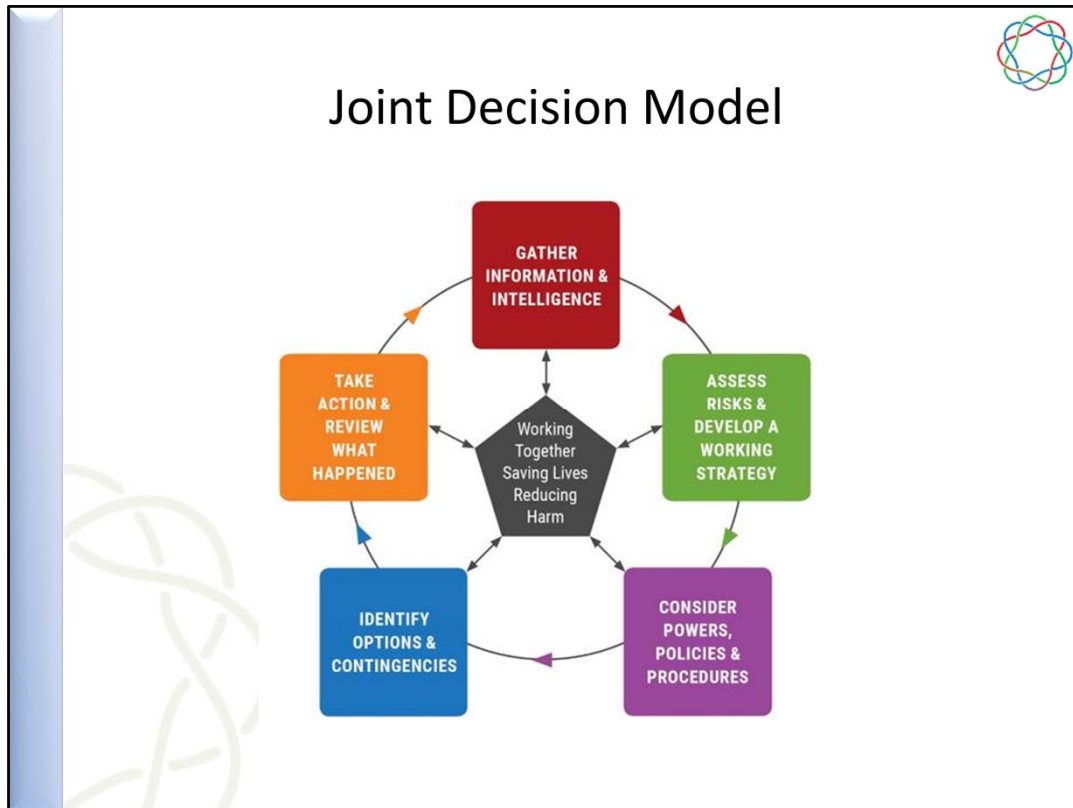 Joint Decision Model
GATHER
INFORMATION &
INTELLIGENCE
ASSESS
RISKS &
DEVELOP A
WORKING
STRATEGY
CONSIDER
POWERS,
POLICIES &
PROCEDURES
IDENTIFY
OPTIONS &
CONTINGENCIES
TAKE
ACTION &
REVIEW
WHAT
HAPPENED
Working
Together
Saving Lives
Reducing
Harm